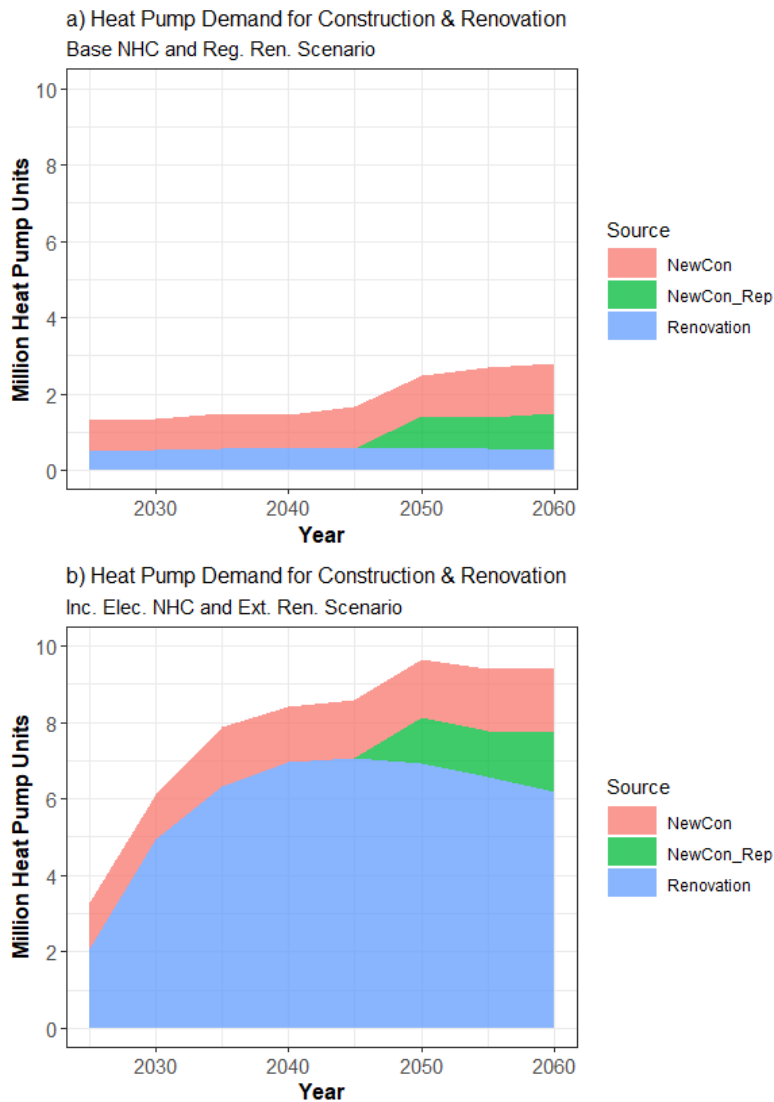 a) Heat Pump Demand for Construction & Renovation
Base NHC and Reg. Ren. Scenario
Million Heat Pump Units
10
8
6
4
2
0
2030
2040
2050
2060
Year
Source
NewCon
NewCon_Rep
Renovation
b) Heat Pump Demand for Construction & Renovation
Inc. Elec. NHC and Ext. Ren. Scenario
Million Heat Pump Units
10
8
6
4
2
0
2030
2040
2050
2060
Year
Source
NewCon
NewCon_Rep
Renovation